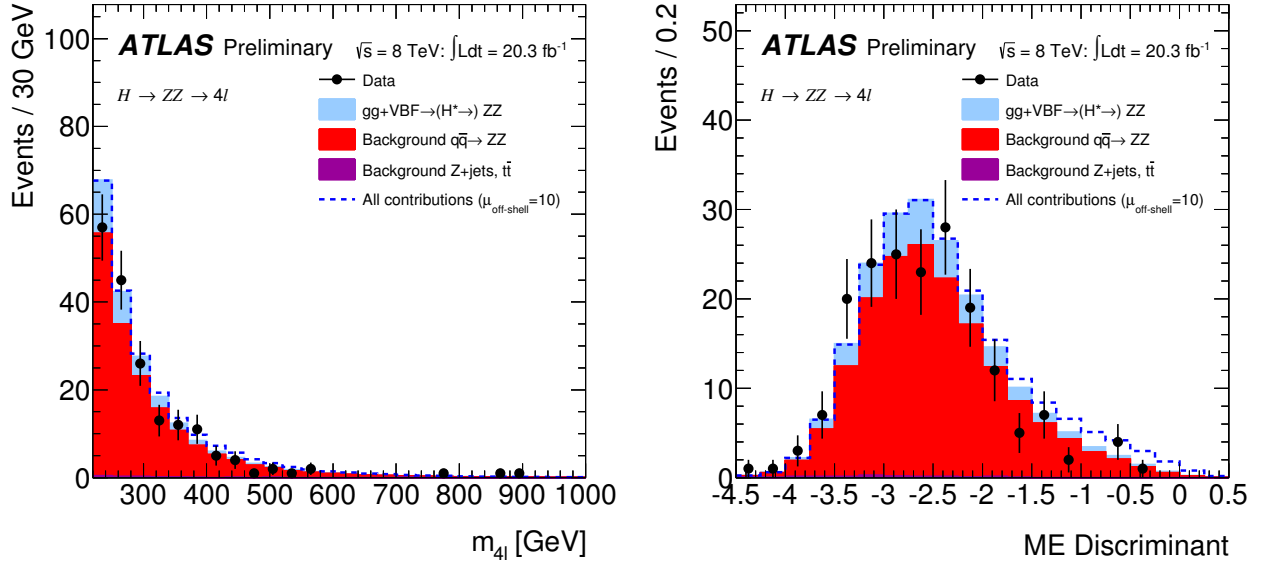 Events / 30 GeV
100
80
60
40
20
0
ATLAS Preliminary
√s = 8 TeV: ∫Ldt = 20.3 fb⁻¹
H → ZZ → 4l
Data
gg+VBF→(H*→) ZZ
Background qq̄→ ZZ
Background Z+jets, tt̄
All contributions (μoff-shell=10)
300 400 500 600 700 800 900 1000
m4l [GeV]
Events / 0.2
50
40
30
20
10
0
ATLAS Preliminary
√s = 8 TeV: ∫Ldt = 20.3 fb⁻¹
H → ZZ → 4l
Data
gg+VBF→(H*→) ZZ
Background qq̄→ ZZ
Background Z+jets, tt̄
All contributions (μoff-shell=10)
-4.5 -4 -3.5 -3 -2.5 -2 -1.5 -1 -0.5 0 0.5
ME Discriminant